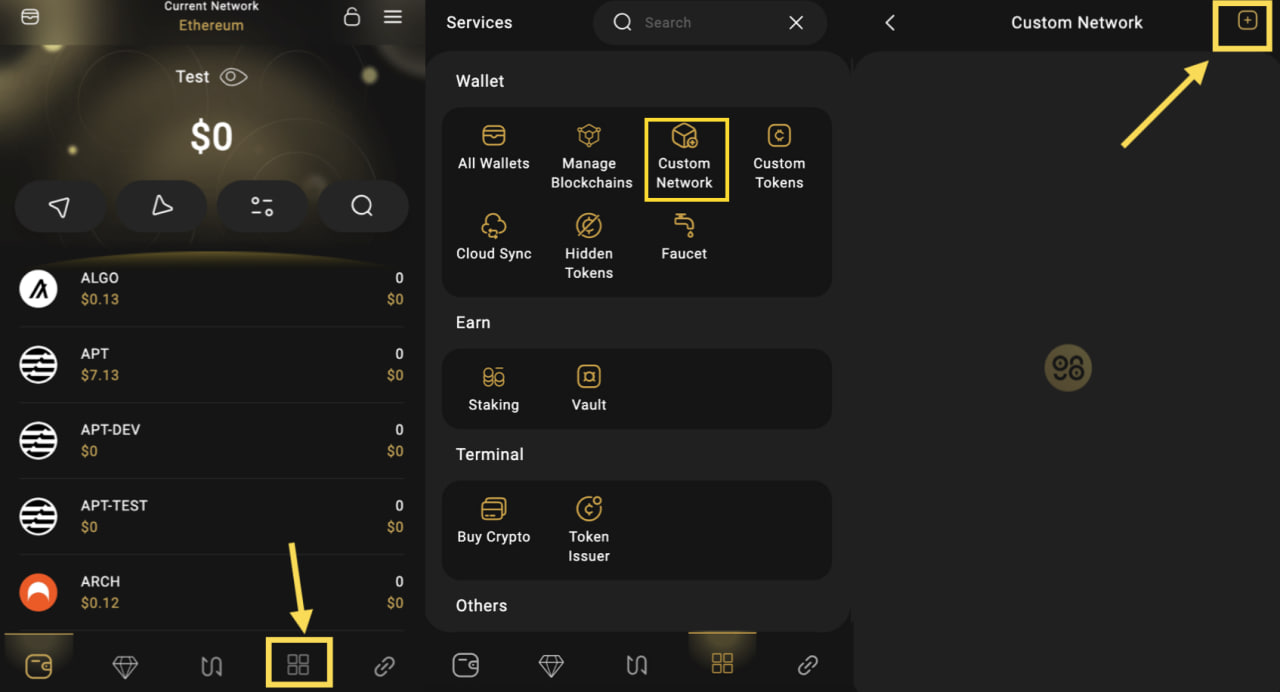 Current Network
Ethereum
Test
$0
ALGO
0
$0.13
$0
APT
0
$7.13
$0
APT-DEV
0
$0
$0
APT-TEST
0
$0
$0
ARCH
0
$0.12
$0
Services
Search
Wallet
All Wallets
Manage
Blockchains
Custom
Network
Custom
Tokens
Cloud Sync
Hidden
Tokens
Faucet
Earn
Staking
Vault
Terminal
Buy Crypto
Token
Issuer
Others
Custom Network